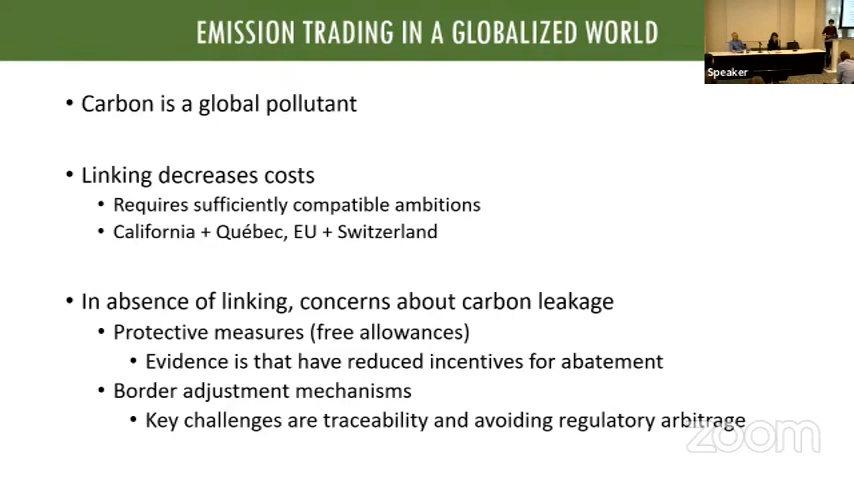 EMISSION TRADING IN A GLOBALIZED WORLD
Speaker
• Carbon is a global pollutant
• Linking decreases costs
• Requires sufficiently compatible ambitions
• California + Québec, EU + Switzerland
• In absence of linking, concerns about carbon leakage
• Protective measures (free allowances)
• Evidence is that have reduced incentives for abatement
• Border adjustment mechanisms
• Key challenges are traceability and avoiding regulatory arbitrage
zoom